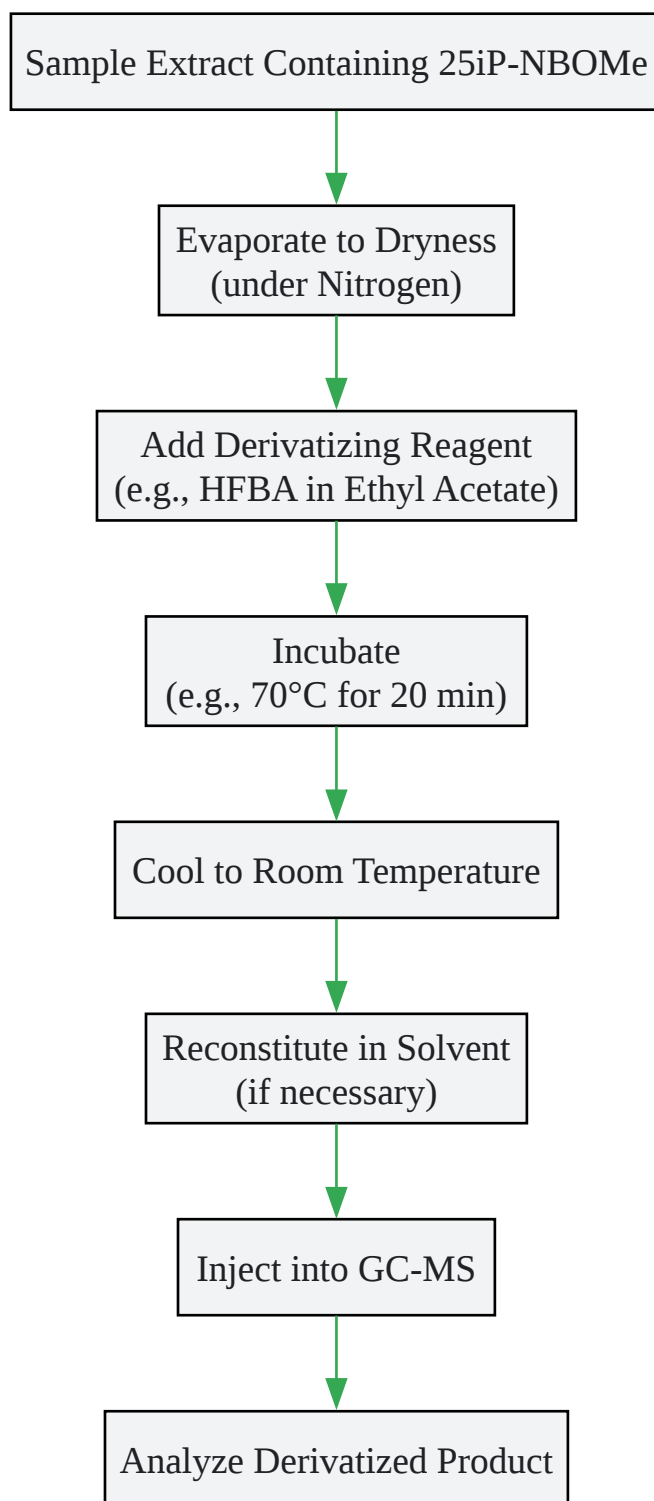 Sample Extract Containing 25iP-NBOMe
Evaporate to Dryness
(under Nitrogen)
Add Derivatizing Reagent
(e.g., HFBA in Ethyl Acetate)
Incubate
(e.g., 70°C for 20 min)
Cool to Room Temperature
Reconstitute in Solvent
(if necessary)
Inject into GC-MS
Analyze Derivatized Product